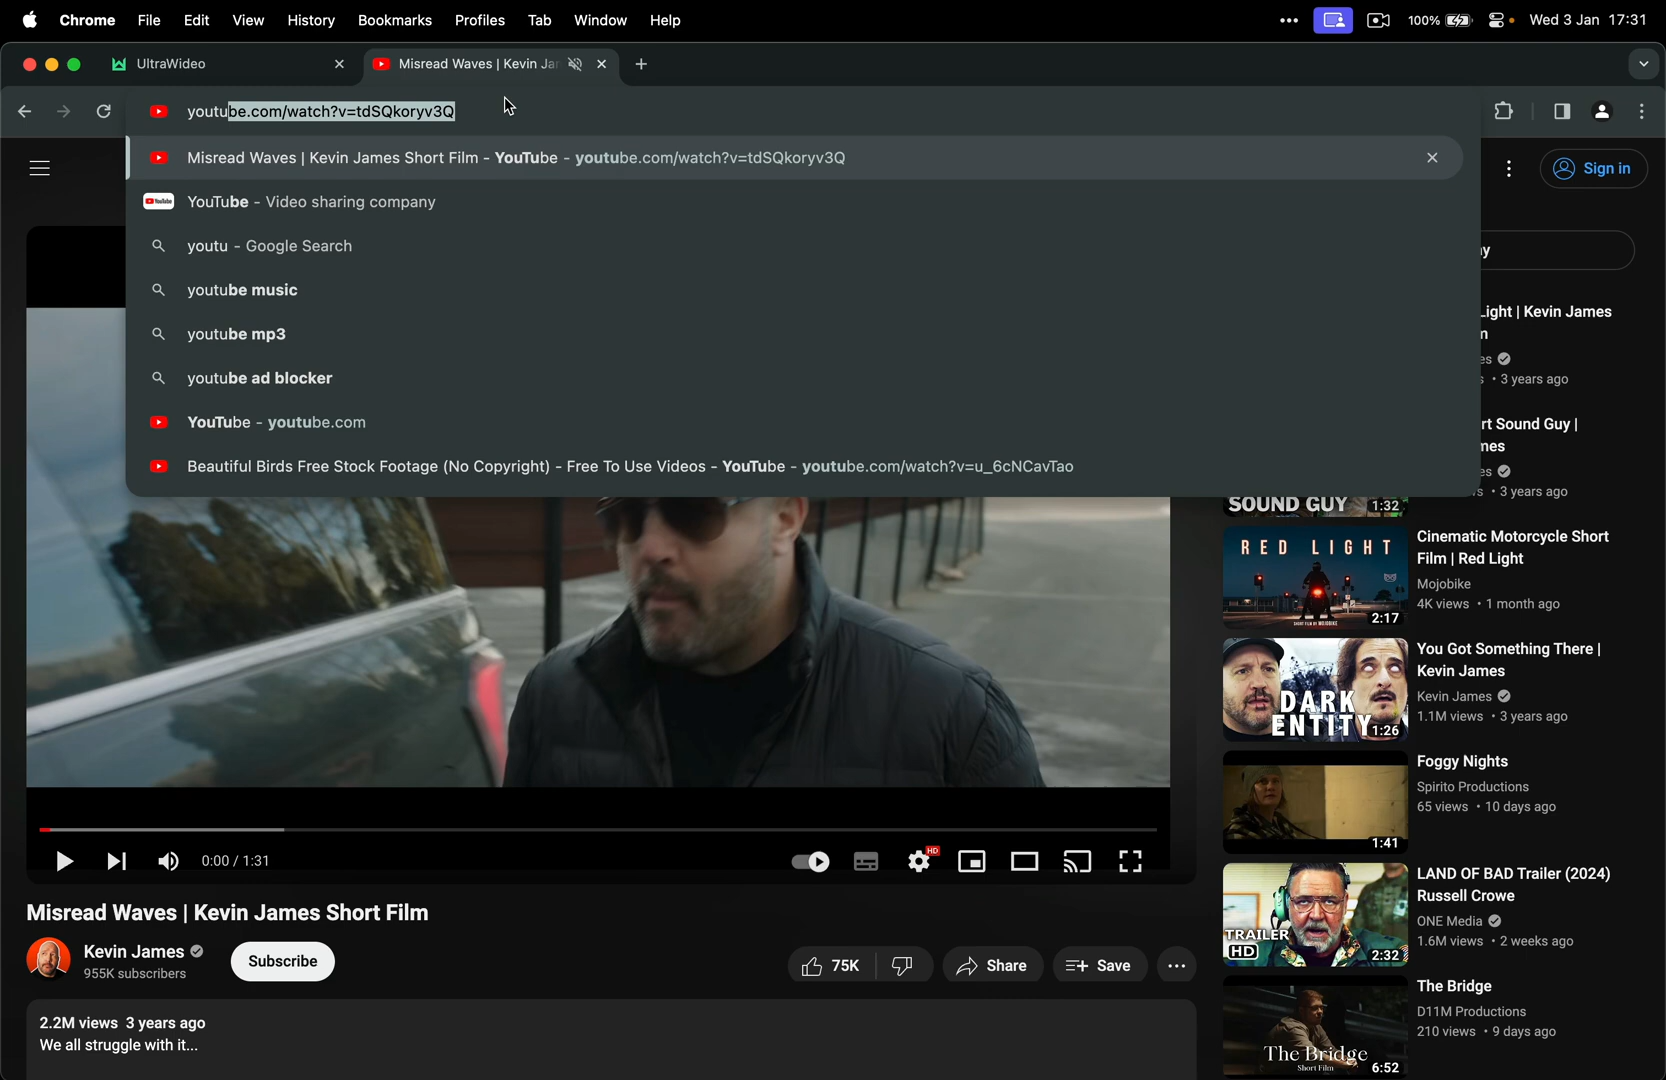 Chrome File Edit View History Bookmarks Profiles Tab Window Help
100% Wed 3 Jan 17:31
UltraWideo
Misread Waves | Kevin Jar
youtube.com/watch?v=tdSQkoryv3Q
Misread Waves | Kevin James Short Film - YouTube - youtube.com/watch?v=tdSQkoryv3Q
YouTube - Video sharing company
youtu - Google Search
youtube music
youtube mp3
youtube ad blocker
YouTube - youtube.com
Beautiful Birds Free Stock Footage (No Copyright) - Free To Use Videos - YouTube - youtube.com/watch?v=u_6cNCavTao
Sign in
Light | Kevin James
3 years ago
rt Sound Guy |
mes
3 years ago
SOUND GUY
1:32
RED LIGHT
2:17
Cinematic Motorcycle Short
Film | Red Light
Mojobike
4K views • 1 month ago
DARK
ENTITY
1:26
You Got Something There |
Kevin James
Kevin James
1.1M views • 3 years ago
1:41
Foggy Nights
Spirito Productions
65 views • 10 days ago
TRAILER
HD
2:32
LAND OF BAD Trailer (2024)
Russell Crowe
ONE Media
1.6M views • 2 weeks ago
The Bridge
Short Film
6:52
The Bridge
D11M Productions
210 views • 9 days ago
0:00 / 1:31
HD
Misread Waves | Kevin James Short Film
Kevin James
955K subscribers
Subscribe
75K
Share
Save
2.2M views 3 years ago
We all struggle with it...